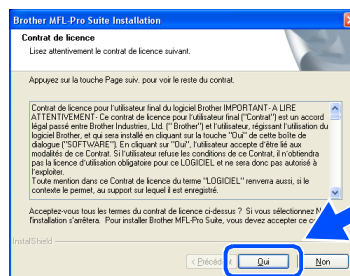 Brother MFL-Pro Suite Installation
Contrat de licence
Lisez attentivement le contrat de licence suivant.
Appuyez sur la touche Page suiv. pour voir le reste du contrat.
Contrat de licence pour l'utilisateur final du logiciel Brother IMPORTANT- A LIRE
ATTENTIVEMENT- Ce contrat de licence pour l'utilisateur final ("Contrat") est un accord
légal passé entre Brother Industries, Ltd. ("Brother") et l'utilisateur, régissant l'utilisation du
logiciel Brother, et qui sera installé en cliquant sur la touche "Oui" de cette boîte de
dialogue ("SOFTWARE"). En cliquant sur "Oui", l'utilisateur accepte d'être lié aux
modalités de ce Contrat. Si l'utilisateur refuse les conditions de ce Contrat, il n'obtiendra
pas la licence d'utilisation obligatoire pour ce LOGICIEL et ne sera donc pas autorisé à
l'exploiter.
Toute mention dans ce Contrat de licence du terme "LOGICIEL" renverra aussi, si le
contexte le permet, au support sur lequel il est enregistré.
Acceptez-vous tous les termes du contrat de licence ci-dessus ? Si vous sélectionnez
l'installation s'arrêtera. Pour installer Brother MFL-Pro Suite, vous devez accepter ce
InstallShield
< Précédent
Oui
Non